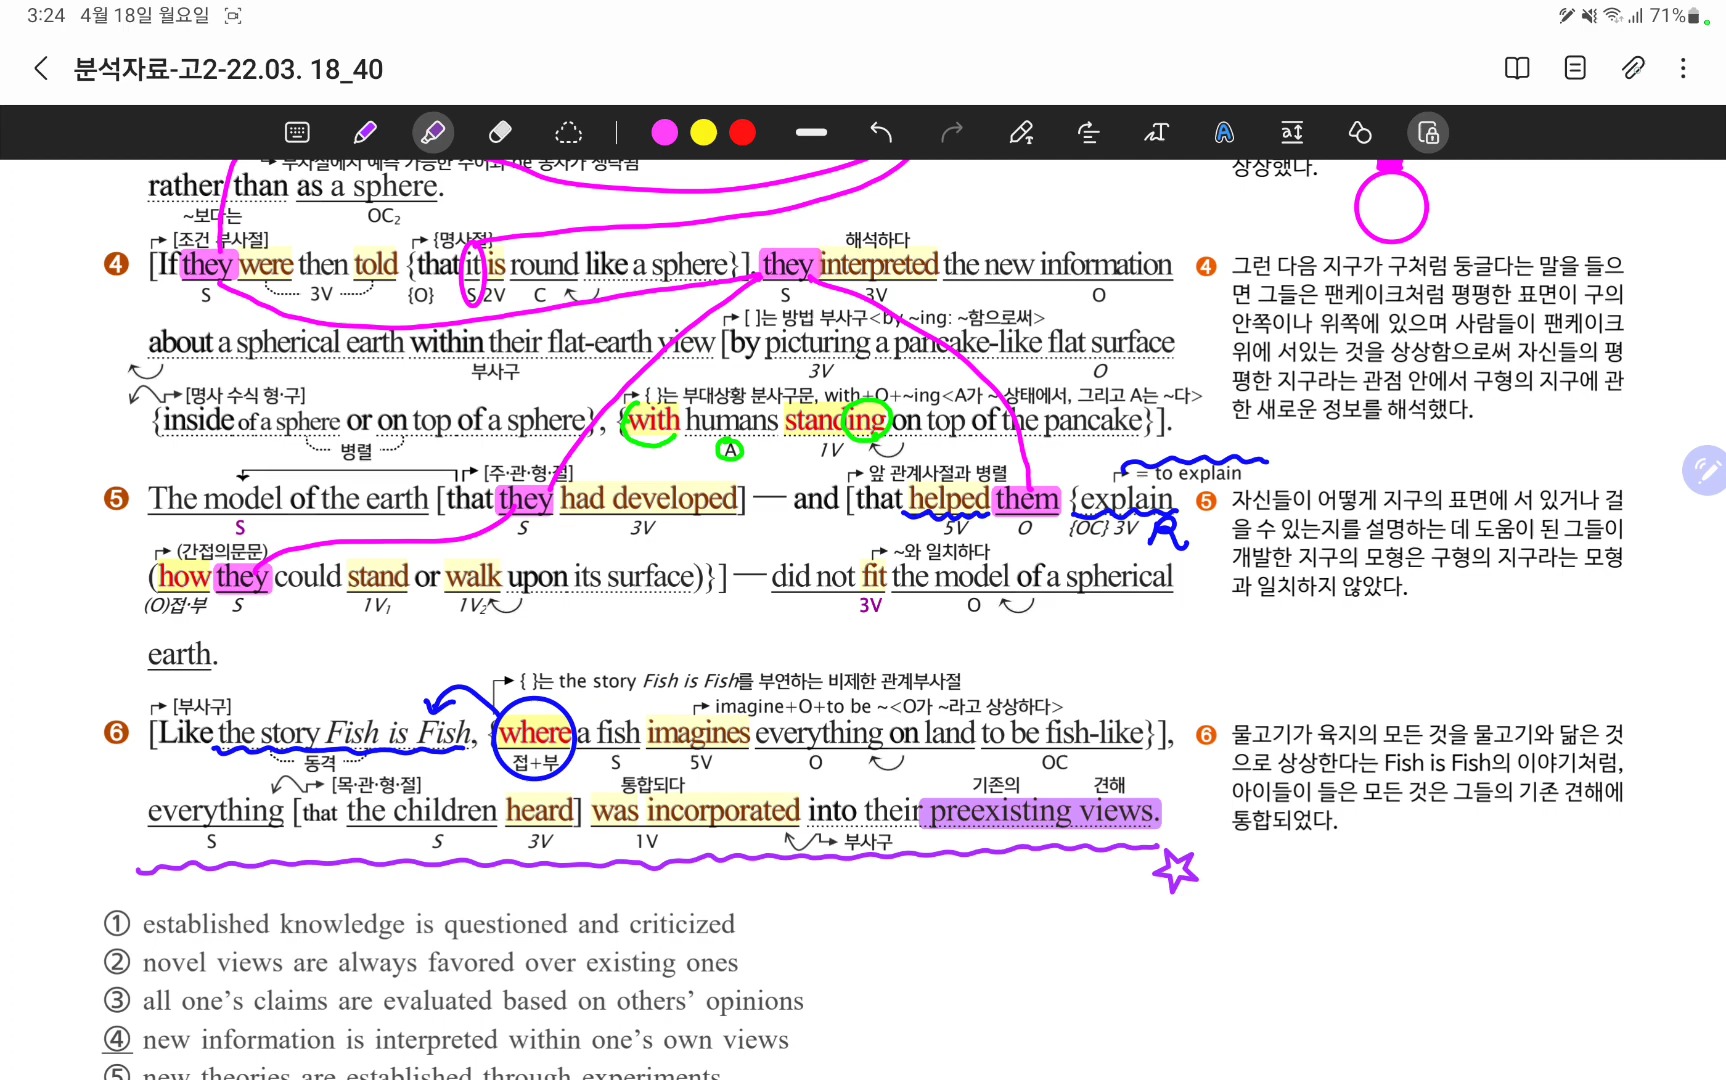 3:24 4월 18일 월요일 71%
분석자료-고2-22.03. 18_40
부사절에서 예측 가능한 주어와 be 동사가 생략됨
상상했다.
rather than as a sphere.
~보다는 OC₂
[조건 부사절] {명사절} 해석하다
④ [If they were then told {that it is round like a sphere}], they interpreted the new information
S 3V {O} S 2V C S 3V O
[ ]는 방법 부사구<by ~ing: ~함으로써>
about a spherical earth within their flat-earth view [by picturing a pancake-like flat surface
부사구 3V O
[명사 수식 형·구] { }는 부대상황 분사구문, with+O+~ing<A가 ~ 상태에서, 그리고 A는 ~다>
{inside of a sphere or on top of a sphere}, {with humans standing on top of the pancake}].
병렬 A 1V
④ 그런 다음 지구가 구처럼 둥글다는 말을 들으
면 그들은 팬케이크처럼 평평한 표면이 구의
안쪽이나 위쪽에 있으며 사람들이 팬케이크
위에 서있는 것을 상상함으로써 자신들의 평
평한 지구라는 관점 안에서 구형의 지구에 관
한 새로운 정보를 해석했다.
[주·관·형·절] 앞 관계사절과 병렬 = to explain
⑤ The model of the earth [that they had developed] — and [that helped them {explain
S S 3V 5V O {OC} 3V
(간접의문문) ~와 일치하다
(how they could stand or walk upon its surface)}] — did not fit the model of a spherical
(O)접·부 S 1V₁ 1V₂ 3V O
earth.
⑤ 자신들이 어떻게 지구의 표면에 서 있거나 걸
을 수 있는지를 설명하는 데 도움이 된 그들이
개발한 지구의 모형은 구형의 지구라는 모형
과 일치하지 않았다.
{ }는 the story Fish is Fish를 부연하는 비제한 관계부사절
[부사구] imagine+O+to be ~<O가 ~라고 상상하다>
⑥ [Like the story Fish is Fish, {where a fish imagines everything on land to be fish-like}],
동격 접+부 S 5V O OC
[목·관·형·절] 통합되다 기존의 견해
everything [that the children heard] was incorporated into their preexisting views.
S S 3V 1V 부사구
⑥ 물고기가 육지의 모든 것을 물고기와 닮은 것
으로 상상한다는 Fish is Fish의 이야기처럼,
아이들이 들은 모든 것은 그들의 기존 견해에
통합되었다.
① established knowledge is questioned and criticized
② novel views are always favored over existing ones
③ all one’s claims are evaluated based on others’ opinions
④ new information is interpreted within one’s own views
⑤ new theories are established through experiments